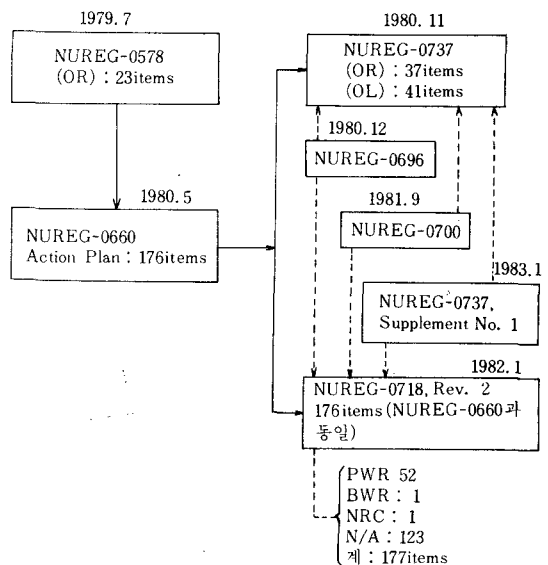 1979.7
NUREG-0578
(OR) : 23items
1980.5
NUREG-0660
Action Plan : 176items
1980.11
NUREG-0737
(OR) : 37items
(OL) : 41items
1980.12
NUREG-0696
1981.9
NUREG-0700
1983.1
NUREG-0737,
Supplement No. 1
1982.1
NUREG-0718, Rev. 2
176items (NUREG-0660과
동일)
PWR 52
BWR : 1
NRC : 1
N/A : 123
계 : 177items